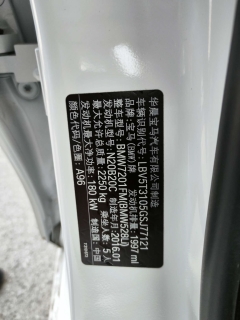 华晨宝马汽车有限公司制造
车辆识别代号: LBV5T3105GSJ77121
品牌: 宝马(BMW)牌
整车型号: BMW7201FM(BMW528Li)
发动机型号: N20B20C 发动机排量: 1997 ml
最大允许总质量: 2250 kg 乘坐人数: 5人
发动机最大净功率: 180 kW 制造年月: 2016.01
颜色代码/色车: A96 制造国: 中国